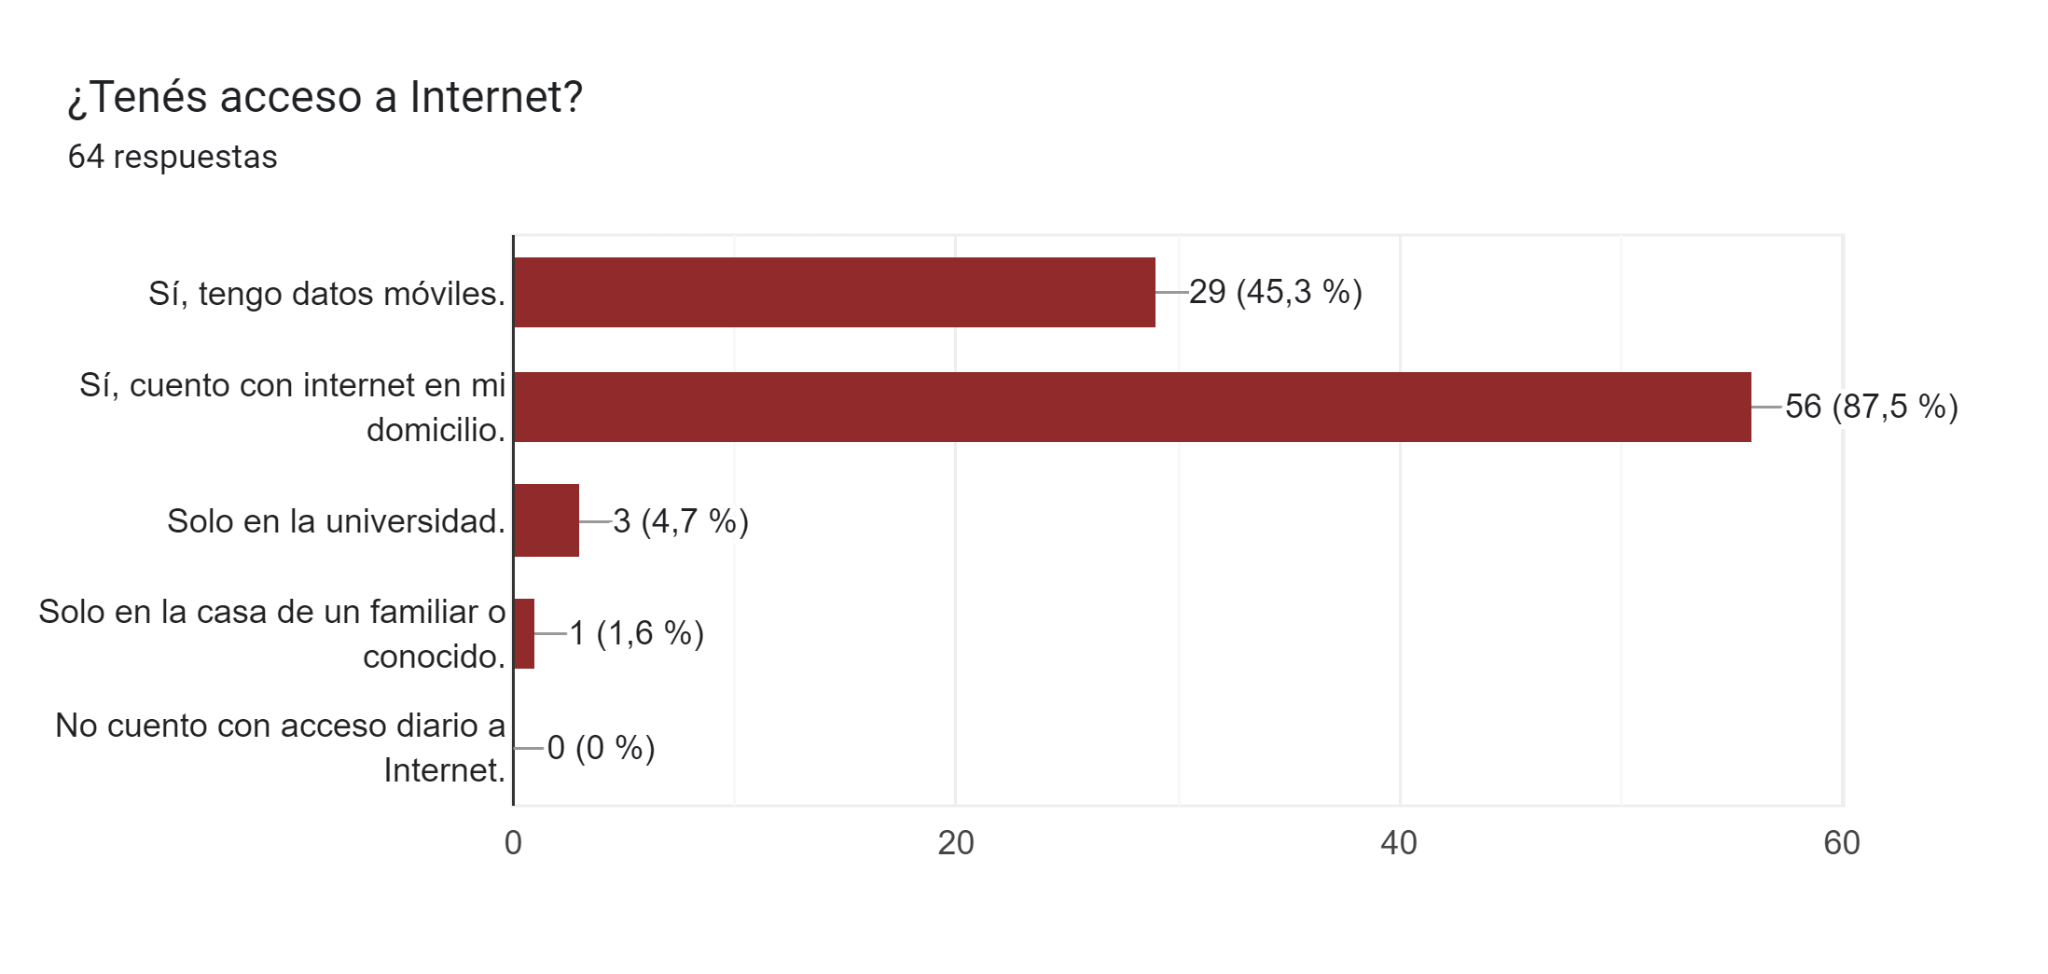 ¿Tenés acceso a Internet?
64 respuestas
Sí, tengo datos móviles.
29 (45,3 %)
Sí, cuento con internet en mi
domicilio.
56 (87,5 %)
Solo en la universidad.
3 (4,7 %)
Solo en la casa de un familiar o
conocido.
1 (1,6 %)
No cuento con acceso diario a
Internet.
0 (0 %)
0 20 40 60